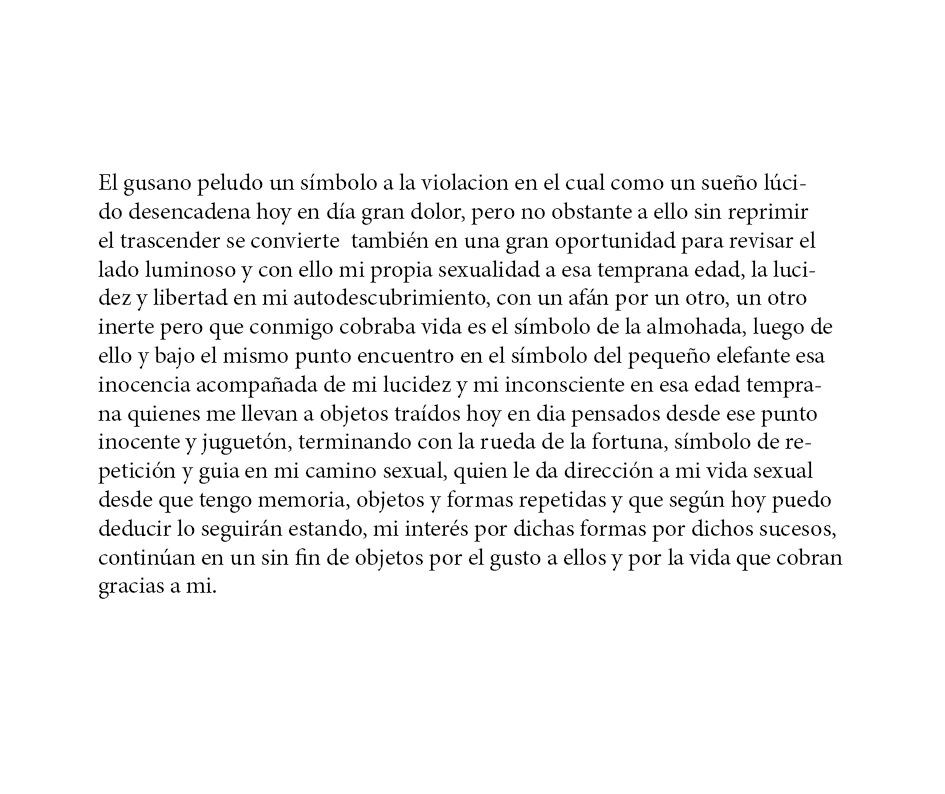 El gusano peludo un símbolo a la violacion en el cual como un sueño lúci-
do desencadena hoy en día gran dolor, pero no obstante a ello sin reprimir
el trascender se convierte  también en una gran oportunidad para revisar el
lado luminoso y con ello mi propia sexualidad a esa temprana edad, la luci-
dez y libertad en mi autodescubrimiento, con un afán por un otro, un otro
inerte pero que conmigo cobraba vida es el símbolo de la almohada, luego de
ello y bajo el mismo punto encuentro en el símbolo del pequeño elefante esa
inocencia acompañada de mi lucidez y mi inconsciente en esa edad tempra-
na quienes me llevan a objetos traídos hoy en dia pensados desde ese punto
inocente y juguetón, terminando con la rueda de la fortuna, símbolo de re-
petición y guia en mi camino sexual, quien le da dirección a mi vida sexual
desde que tengo memoria, objetos y formas repetidas y que según hoy puedo
deducir lo seguirán estando, mi interés por dichas formas por dichos sucesos,
continúan en un sin fin de objetos por el gusto a ellos y por la vida que cobran
gracias a mi.